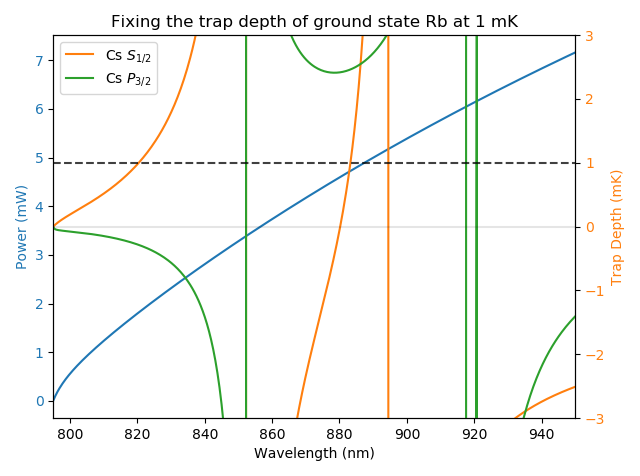 Fixing the trap depth of ground state Rb at 1 mK
Cs S1/2
Cs P3/2
Power (mW)
7
6
5
4
3
2
1
0
3
2
1
0
−1
−2
−3
Trap Depth (mK)
800 820 840 860 880 900 920 940
Wavelength (nm)